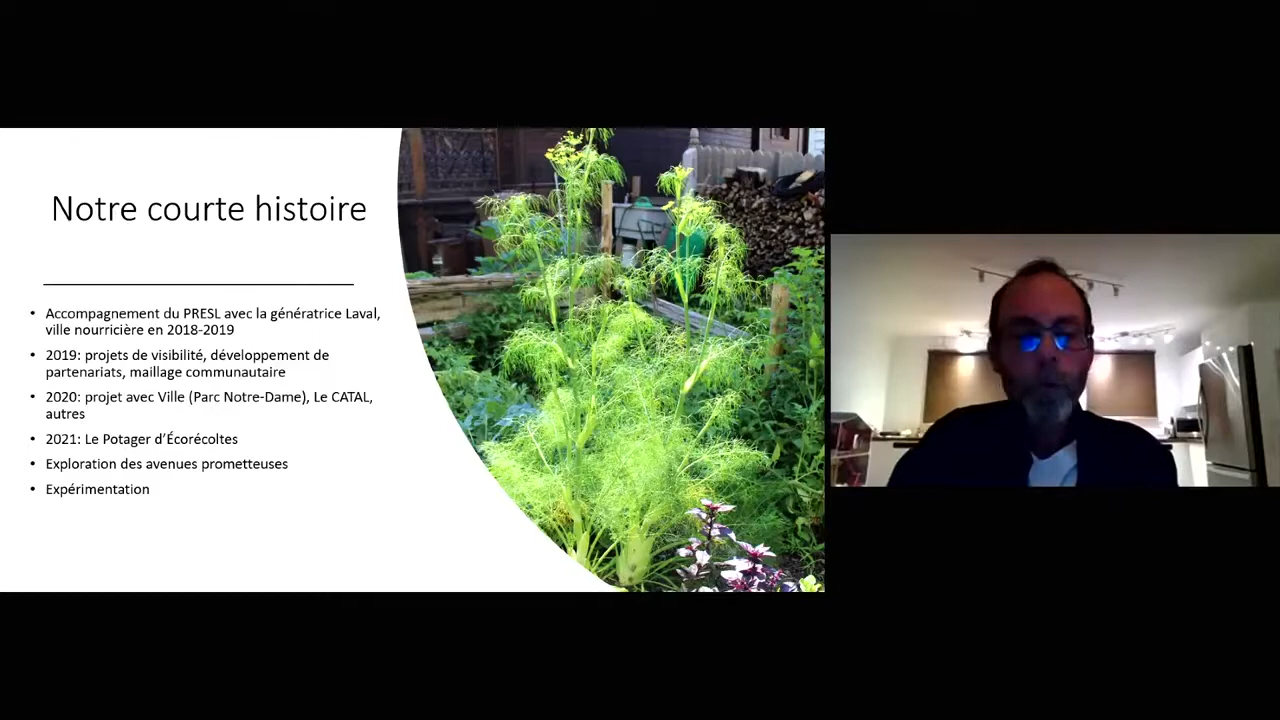 Notre courte histoire
• Accompagnement du PRESL avec la génératrice Laval,
ville nourricière en 2018-2019
• 2019: projets de visibilité, développement de
partenariats, maillage communautaire
• 2020: projet avec Ville (Parc Notre-Dame), Le CATAL,
autres
• 2021: Le Potager d’Écorécoltes
• Exploration des avenues prometteuses
• Expérimentation